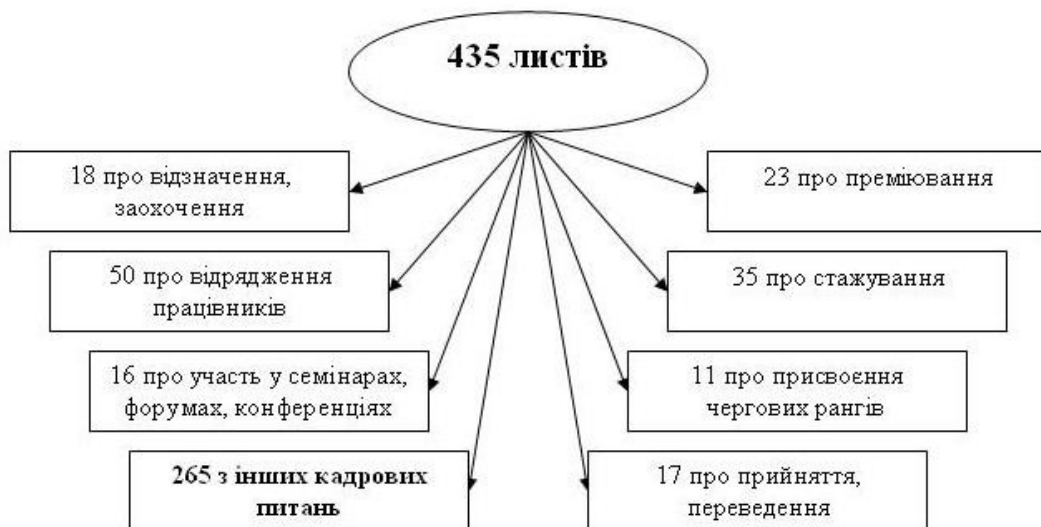 435 листів
18 про відзначення,
заохочення
23 про преміювання
50 про відрядження
працівників
35 про стажування
16 про участь у семінарах,
форумах, конференціях
11 про присвоєння
чергових рангів
265 з інших кадрових
питань
17 про прийняття,
переведення